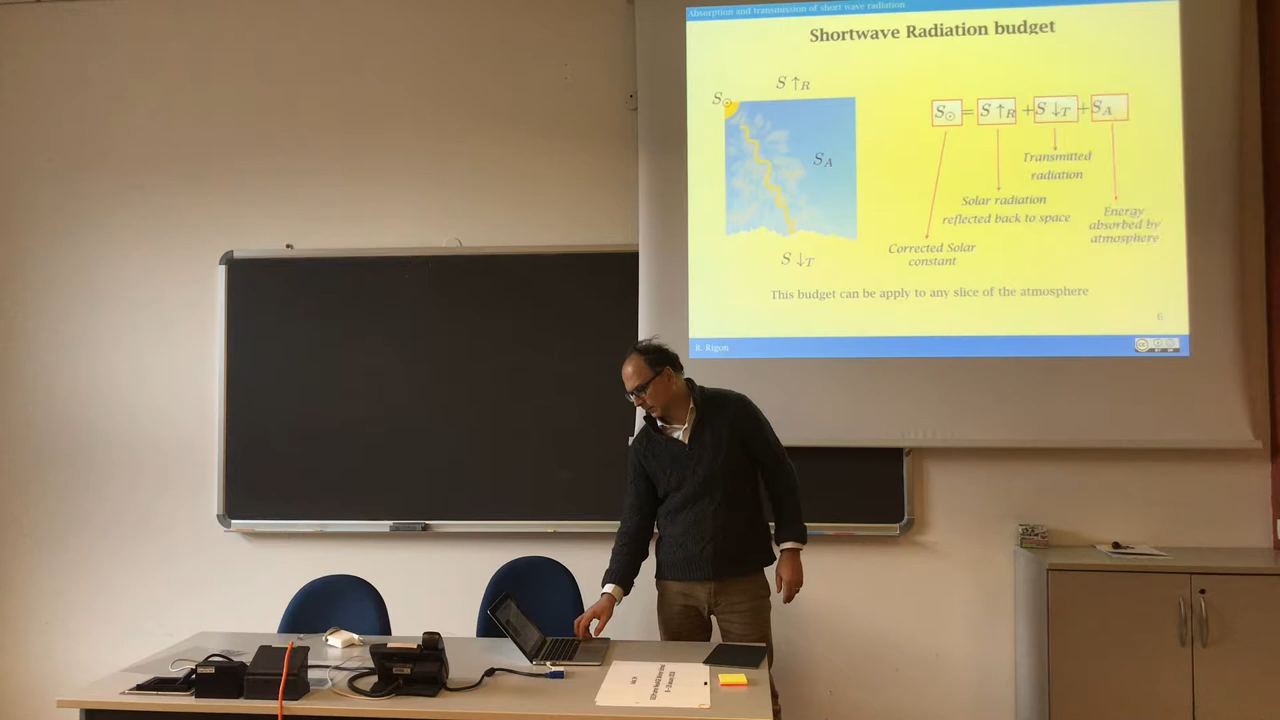 Absorption and transmission of short wave radiation
Shortwave Radiation budget
S ↑R
S⊙
SA
S ↓T
S⊙ = S ↑R + S ↓T + SA
Transmitted
radiation
Solar radiation
reflected back to space
Energy
absorbed by
atmosphere
Corrected Solar
constant
This budget can be apply to any slice of the atmosphere
6
R. Rigon
cc